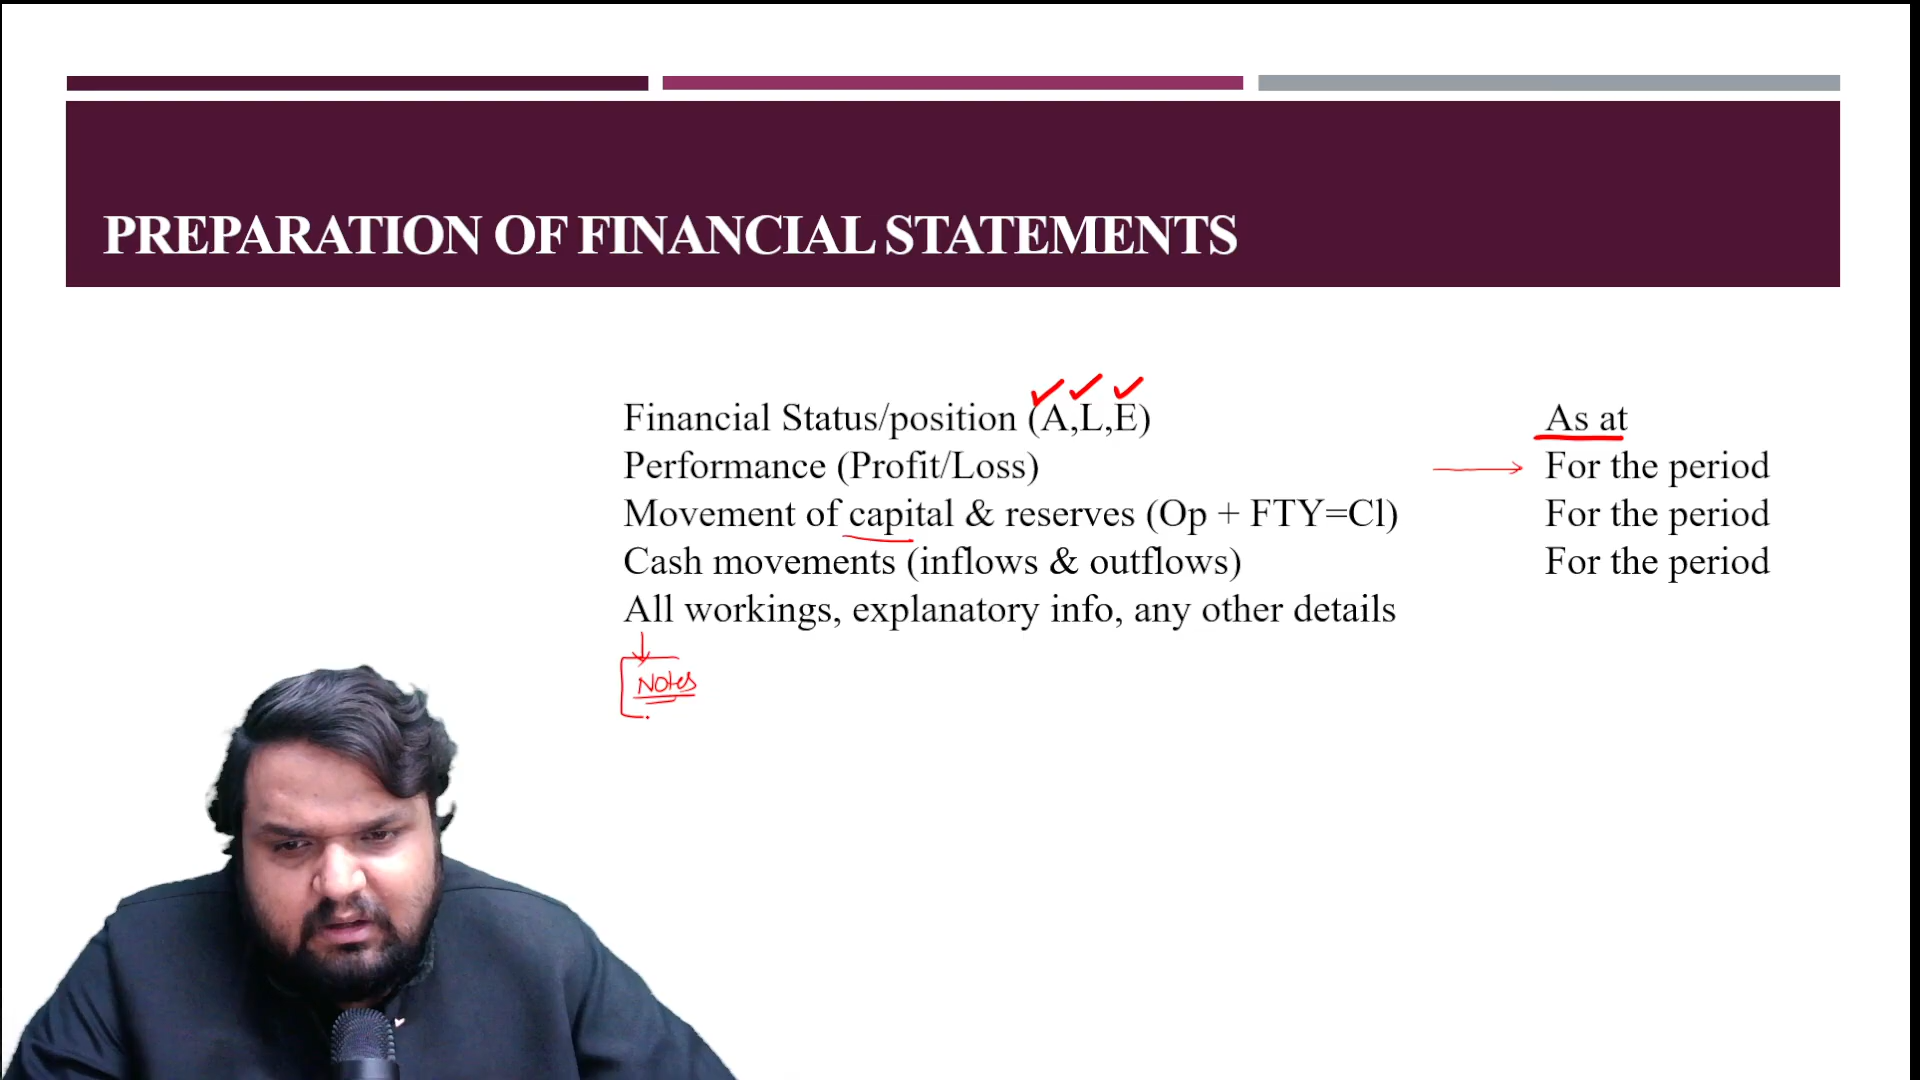 PREPARATION OF FINANCIAL STATEMENTS
Financial Status/position (A,L,E) As at
Performance (Profit/Loss) For the period
Movement of capital & reserves (Op + FTY=Cl) For the period
Cash movements (inflows & outflows) For the period
All workings, explanatory info, any other details
Notes